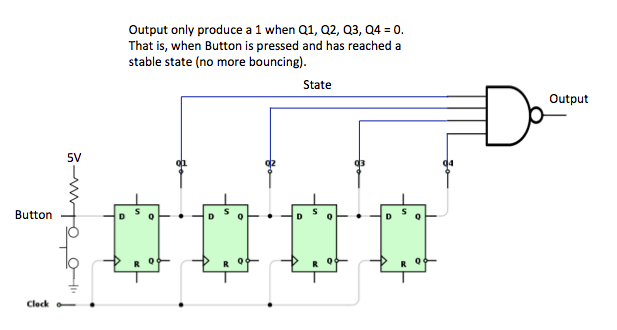 Output only produce a 1 when Q1, Q2, Q3, Q4 = 0.
That is, when Button is pressed and has reached a
stable state (no more bouncing).
State
Output
5V
Q1
Q2
Q3
Q4
Button
D S Q
D S Q
D S Q
D S Q
R Q
R Q
R Q
R Q
Clock